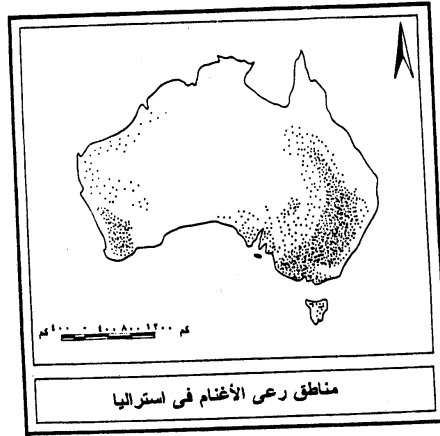 كم ٤٠٠ ٠ ٤٠٠ ٨٠٠ ١٢٠٠ كم
مناطق رعى الأغنام فى استراليا